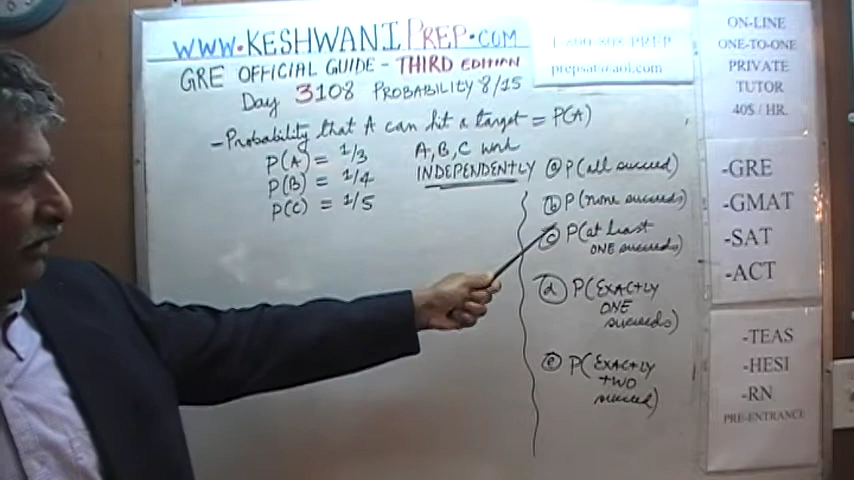 WWW.KESHWANIPREP.COM
GRE OFFICIAL GUIDE - THIRD EDITION
Day 3108 PROBABILITY 8/15
prepsat@aol.com
- Probability that A can hit a target = P(A)
P(A) = 1/3
P(B) = 1/4
P(C) = 1/5
A, B, C work
INDEPENDENTLY
(a) P(all succeed)
(b) P(none succeeds)
(c) P(at least
ONE succeeds)
(d) P(EXACTLY
ONE
succeeds)
(e) P(EXACTLY
TWO
succeed)
ON-LINE
ONE-TO-ONE
PRIVATE
TUTOR
40$ / HR.
-GRE
-GMAT
-SAT
-ACT
-TEAS
-HESI
-RN
PRE-ENTRANCE